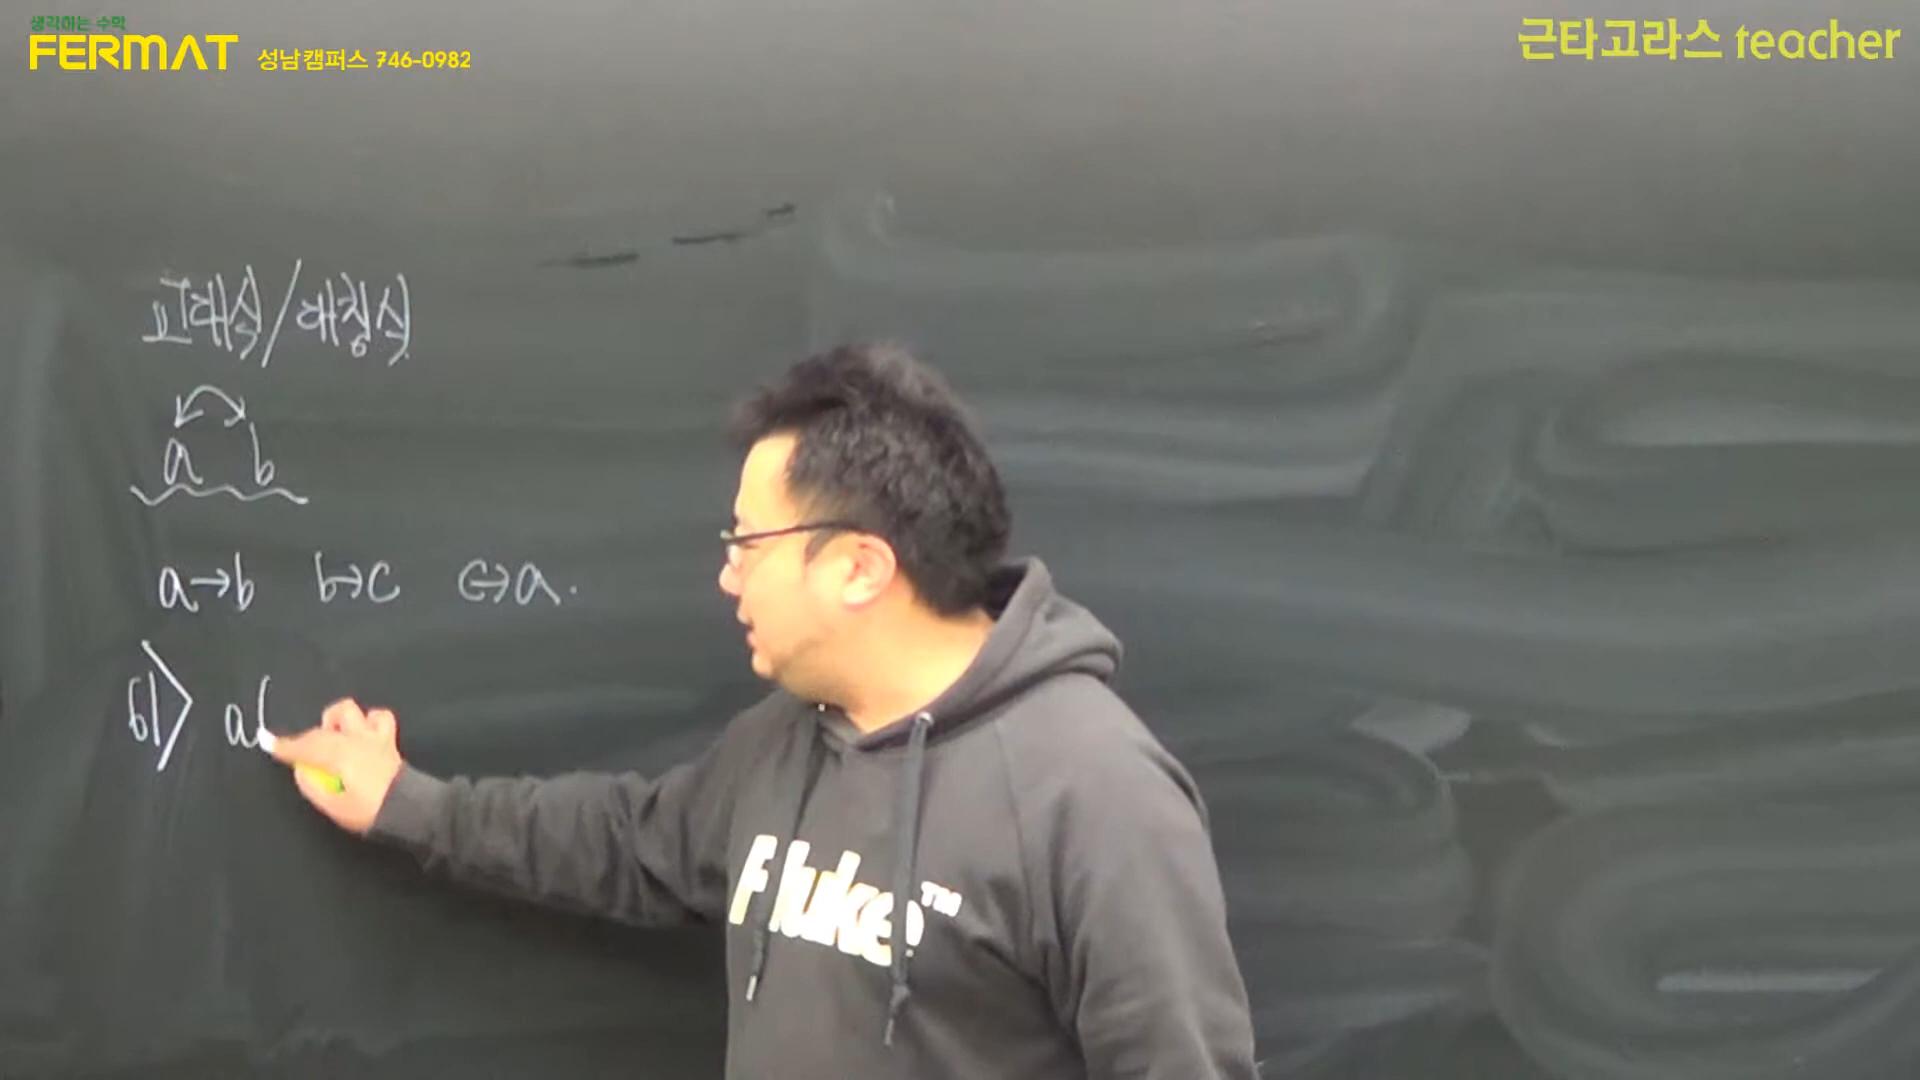 생각하는 수학
FERMAT 성남캠퍼스 746-0982
근타고라스 teacher
교대식/대칭식
a b
a→b b→c c→a.
61> a(
Fluke™